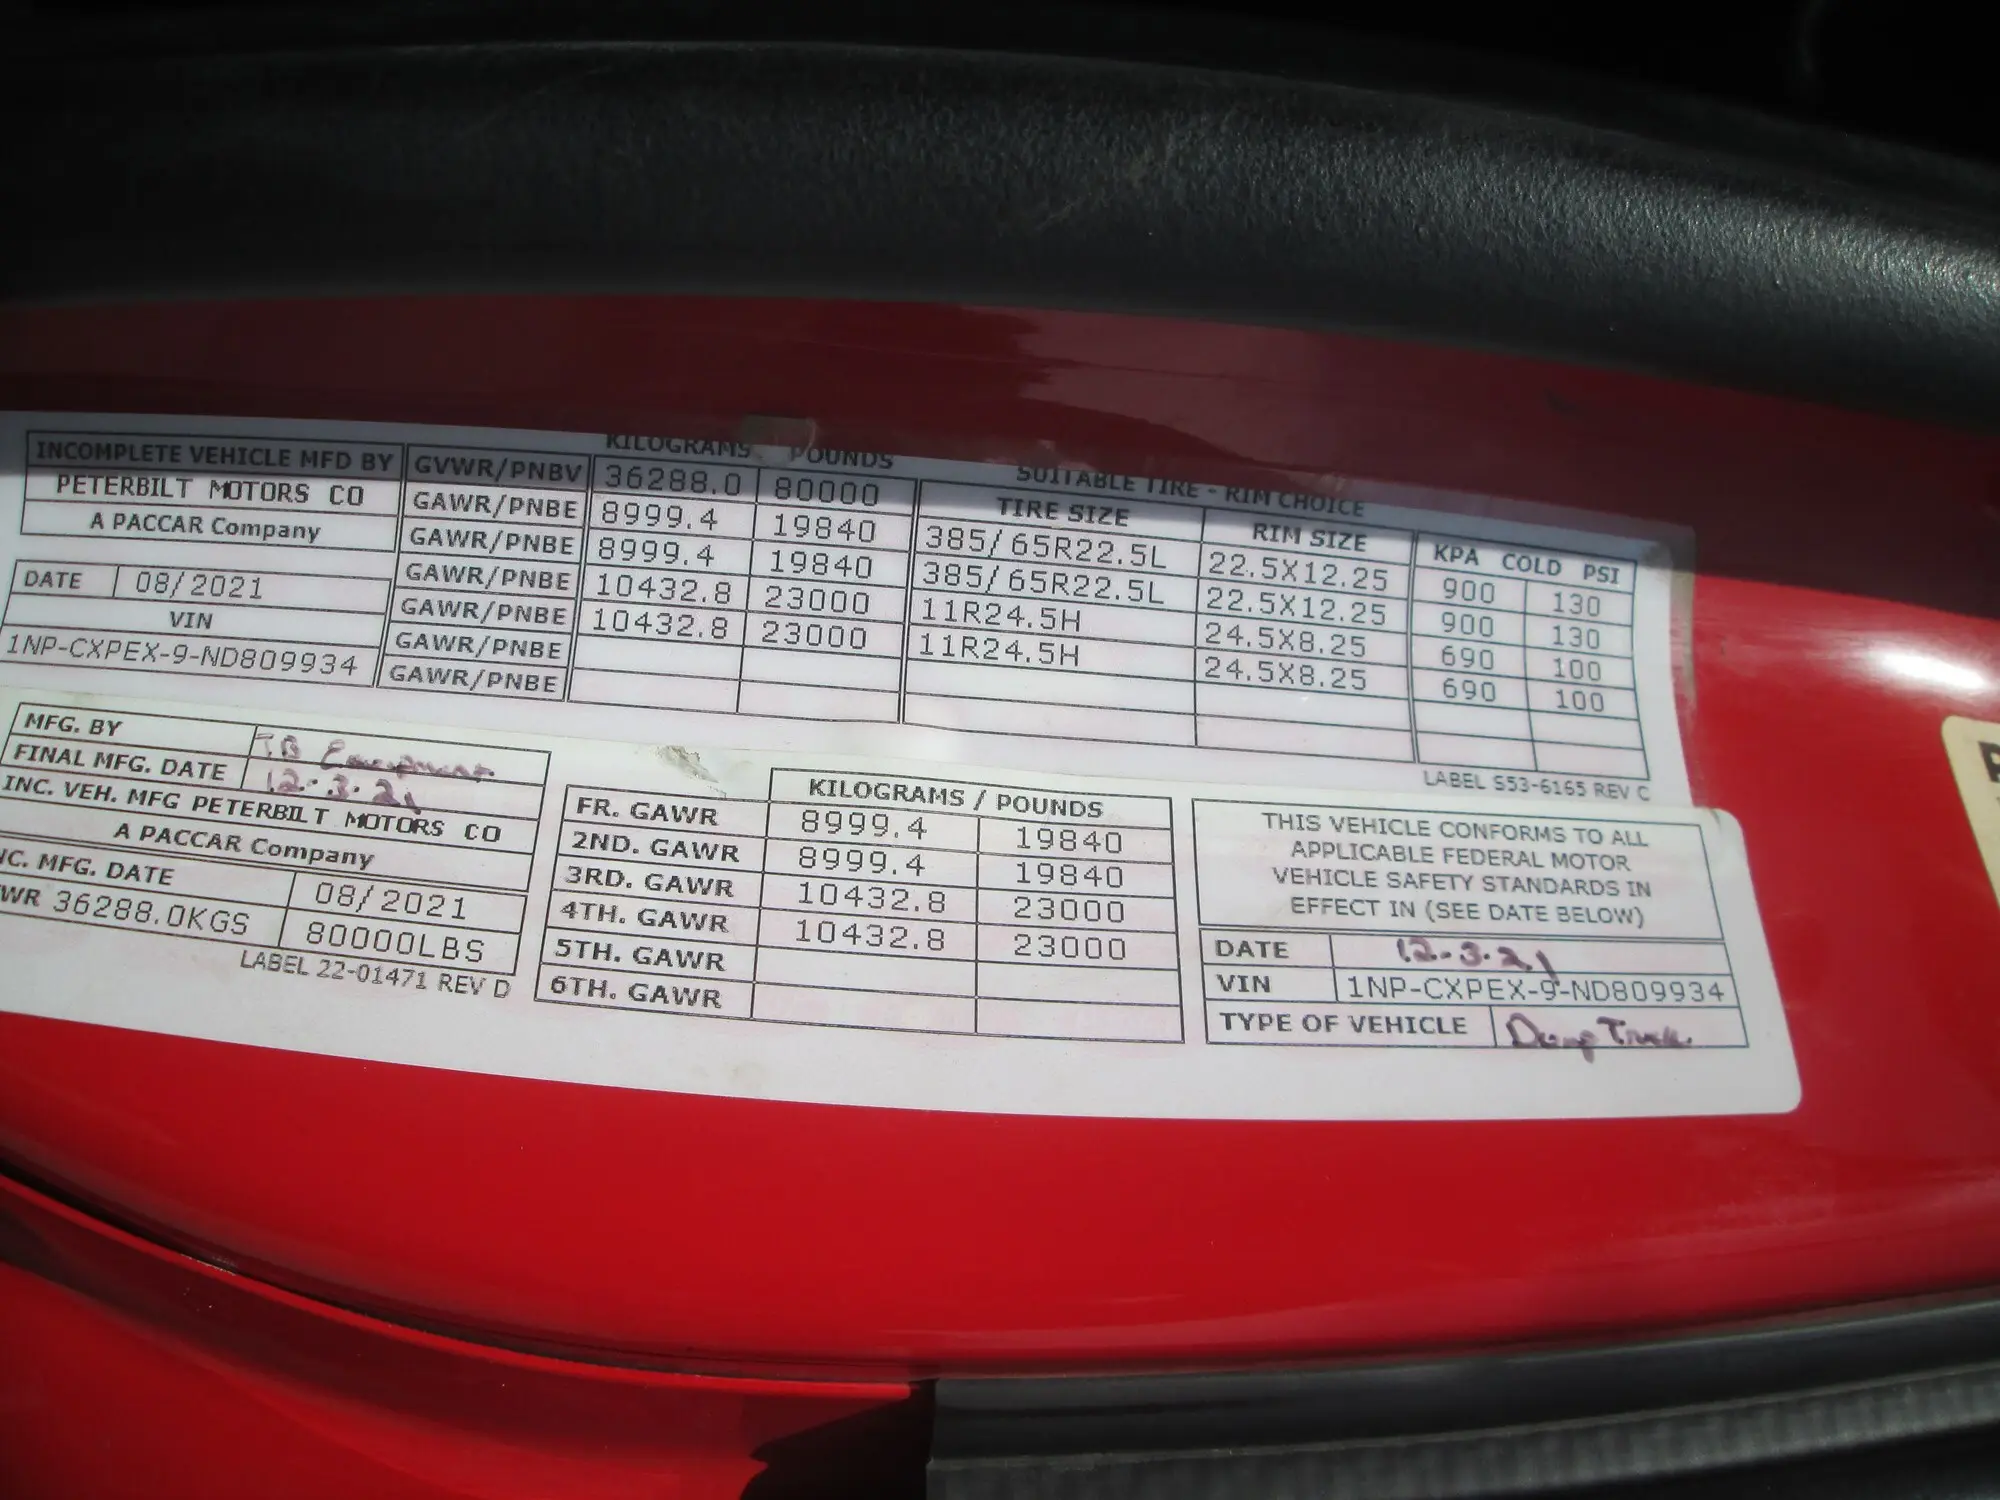 KILOGRAMS POUNDS
INCOMPLETE VEHICLE MFD BY GVWR/PNBV 36288.0 80000 SUITABLE TIRE - RIM CHOICE
PETERBILT MOTORS CO TIRE SIZE RIM SIZE KPA COLD PSI
A PACCAR Company GAWR/PNBE 8999.4 19840 385/65R22.5L 22.5X12.25 900 130
GAWR/PNBE 8999.4 19840 385/65R22.5L 22.5X12.25 900 130
DATE 08/2021 GAWR/PNBE 10432.8 23000 11R24.5H 24.5X8.25 690 100
VIN GAWR/PNBE 10432.8 23000 11R24.5H 24.5X8.25 690 100
1NP-CXPEX-9-ND809934 GAWR/PNBE
GAWR/PNBE
LABEL S53-6165 REV C
MFG. BY
FINAL MFG. DATE 12.3.21
INC. VEH. MFG PETERBILT MOTORS CO
A PACCAR Company
C. MFG. DATE 08/2021
WR 36288.0KGS 80000LBS
LABEL 22-01471 REV D
KILOGRAMS / POUNDS
FR. GAWR 8999.4 19840
2ND. GAWR 8999.4 19840
3RD. GAWR 10432.8 23000
4TH. GAWR 10432.8 23000
5TH. GAWR
6TH. GAWR
THIS VEHICLE CONFORMS TO ALL
APPLICABLE FEDERAL MOTOR
VEHICLE SAFETY STANDARDS IN
EFFECT IN (SEE DATE BELOW)
DATE 12.3.21
VIN 1NP-CXPEX-9-ND809934
TYPE OF VEHICLE Dump Truck